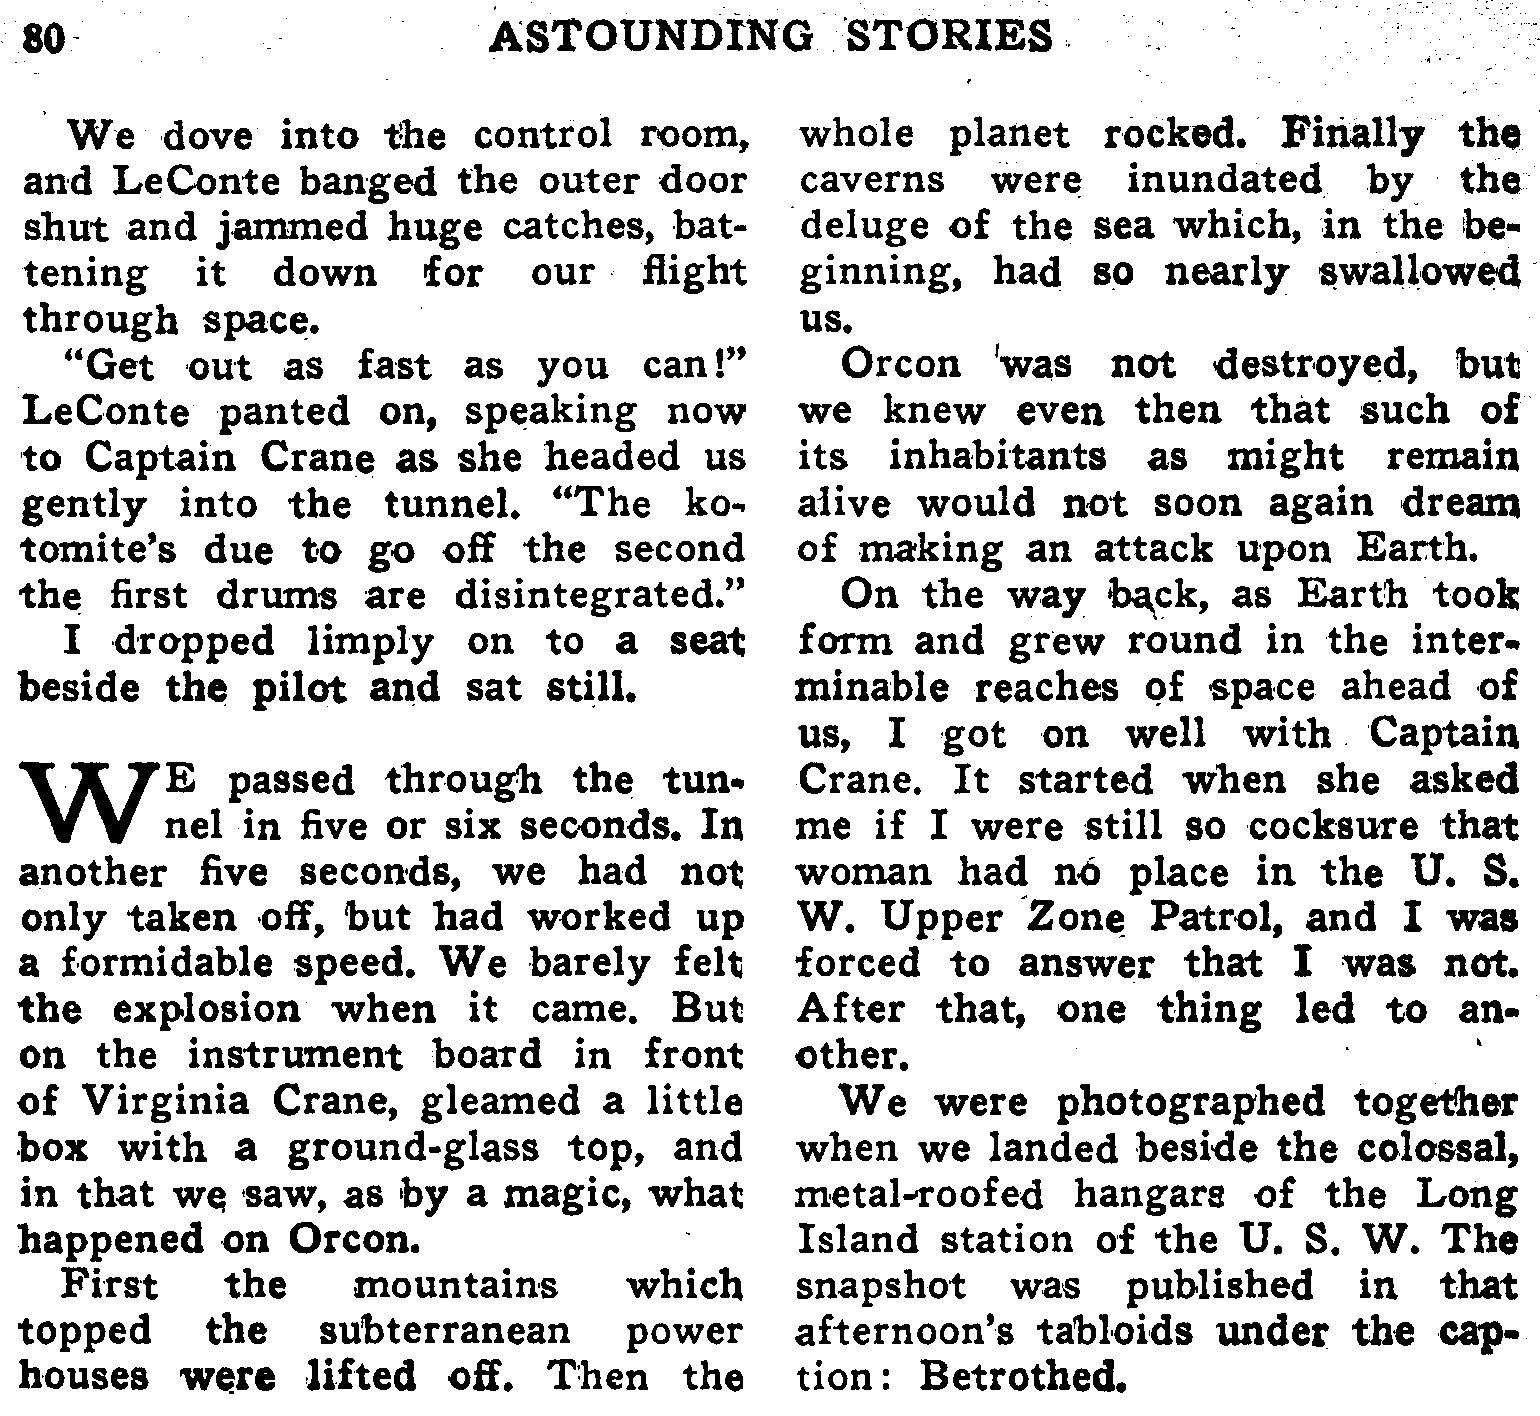 80
ASTOUNDING STORIES
We dove into the control room,
and LeConte banged the outer door
shut and jammed huge catches, bat-
tening it down for our flight
through space.
“Get out as fast as you can!”
LeConte panted on, speaking now
to Captain Crane as she headed us
gently into the tunnel. “The ko-
tomite’s due to go off the second
the first drums are disintegrated.”
I dropped limply on to a seat
beside the pilot and sat still.
WE passed through the tun-
nel in five or six seconds. In
another five seconds, we had not
only taken off, but had worked up
a formidable speed. We barely felt
the explosion when it came. But
on the instrument board in front
of Virginia Crane, gleamed a little
box with a ground-glass top, and
in that we saw, as by a magic, what
happened on Orcon.
First the mountains which
topped the subterranean power
houses were lifted off. Then the
whole planet rocked. Finally the
caverns were inundated by the
deluge of the sea which, in the be-
ginning, had so nearly swallowed
us.
Orcon was not destroyed, but
we knew even then that such of
its inhabitants as might remain
alive would not soon again dream
of making an attack upon Earth.
On the way back, as Earth took
form and grew round in the inter-
minable reaches of space ahead of
us, I got on well with Captain
Crane. It started when she asked
me if I were still so cocksure that
woman had no place in the U. S.
W. Upper Zone Patrol, and I was
forced to answer that I was not.
After that, one thing led to an-
other.
We were photographed together
when we landed beside the colossal,
metal-roofed hangars of the Long
Island station of the U. S. W. The
snapshot was published in that
afternoon’s tabloids under the cap-
tion: Betrothed.